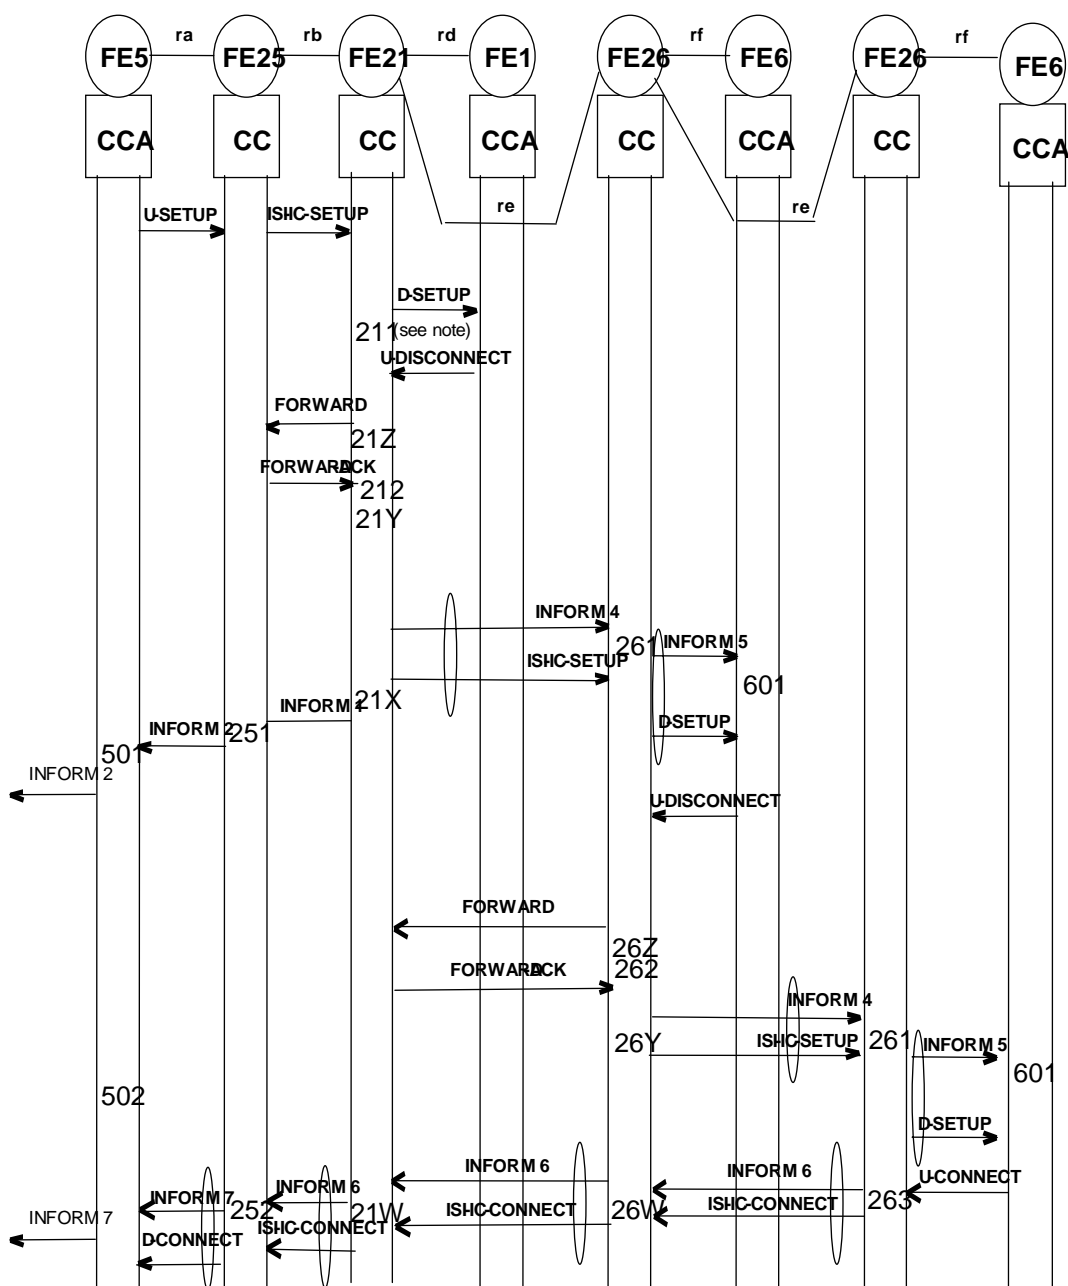 ra rb rd rf rf
FE5 FE25 FE21 FE1 FE26 FE6 FE26 FE6
CCA CC CC CCA CC CCA CC CCA
re re
U-SETUP ISHC-SETUP
D-SETUP
211 (see note)
U-DISCONNECT
FORWARD
21Z
FORWARD-ACK
212
21Y
INFORM 4
261 INFORM 5
ISHC-SETUP
601
21X
INFORM 1
D-SETUP
INFORM 2 251
501
INFORM 2
U-DISCONNECT
FORWARD
26Z
262
FORWARD-ACK
INFORM 4
26Y ISHC-SETUP 261 INFORM 5
601
502
D-SETUP
INFORM 6 INFORM 6 U-CONNECT
INFORM 7 INFORM 6
252 21W ISHC-CONNECT 26W ISHC-CONNECT 263
INFORM 7 ISHC-CONNECT
D-CONNECT